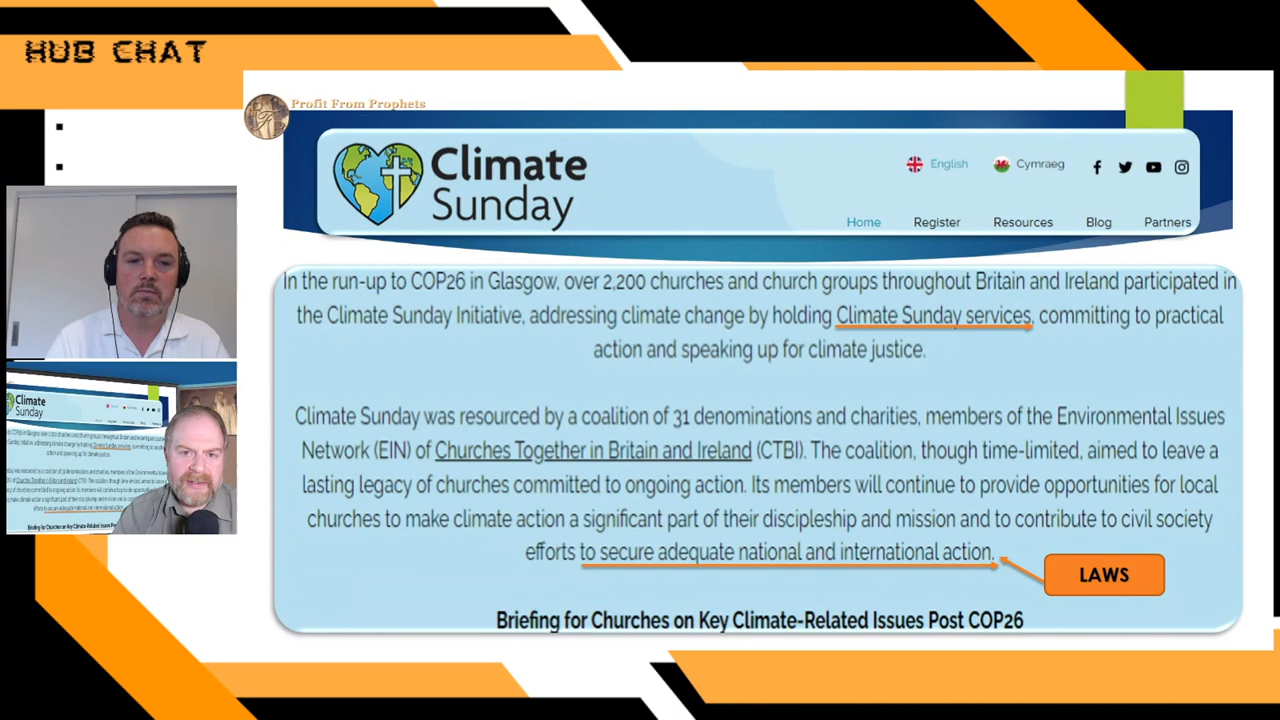 HUB CHAT
Profit From Prophets
Climate
Sunday
English
Cymraeg
Home
Register
Resources
Blog
Partners
In the run-up to COP26 in Glasgow, over 2,200 churches and church groups throughout Britain and Ireland participated in
the Climate Sunday Initiative, addressing climate change by holding Climate Sunday services, committing to practical
action and speaking up for climate justice.
Climate Sunday was resourced by a coalition of 31 denominations and charities, members of the Environmental Issues
Network (EIN) of Churches Together in Britain and Ireland (CTBI). The coalition, though time-limited, aimed to leave a
lasting legacy of churches committed to ongoing action. Its members will continue to provide opportunities for local
churches to make climate action a significant part of their discipleship and mission and to contribute to civil society
efforts to secure adequate national and international action.
LAWS
Briefing for Churches on Key Climate-Related Issues Post COP26
Climate
Sunday